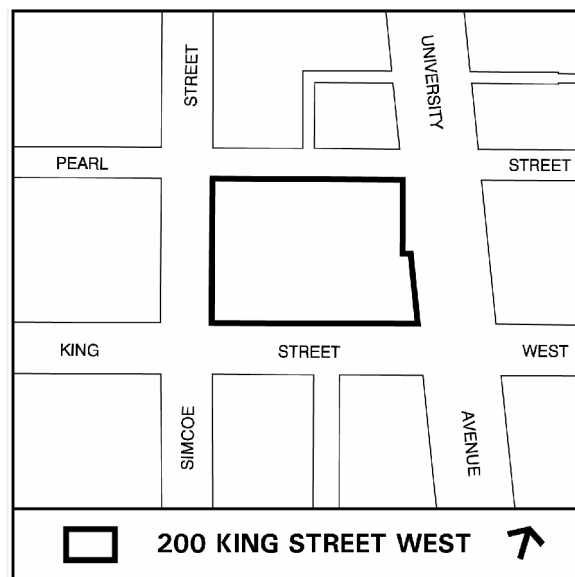 STREET
UNIVERSITY
PEARL
STREET
KING
STREET
WEST
SIMCOE
AVENUE
200 KING STREET WEST